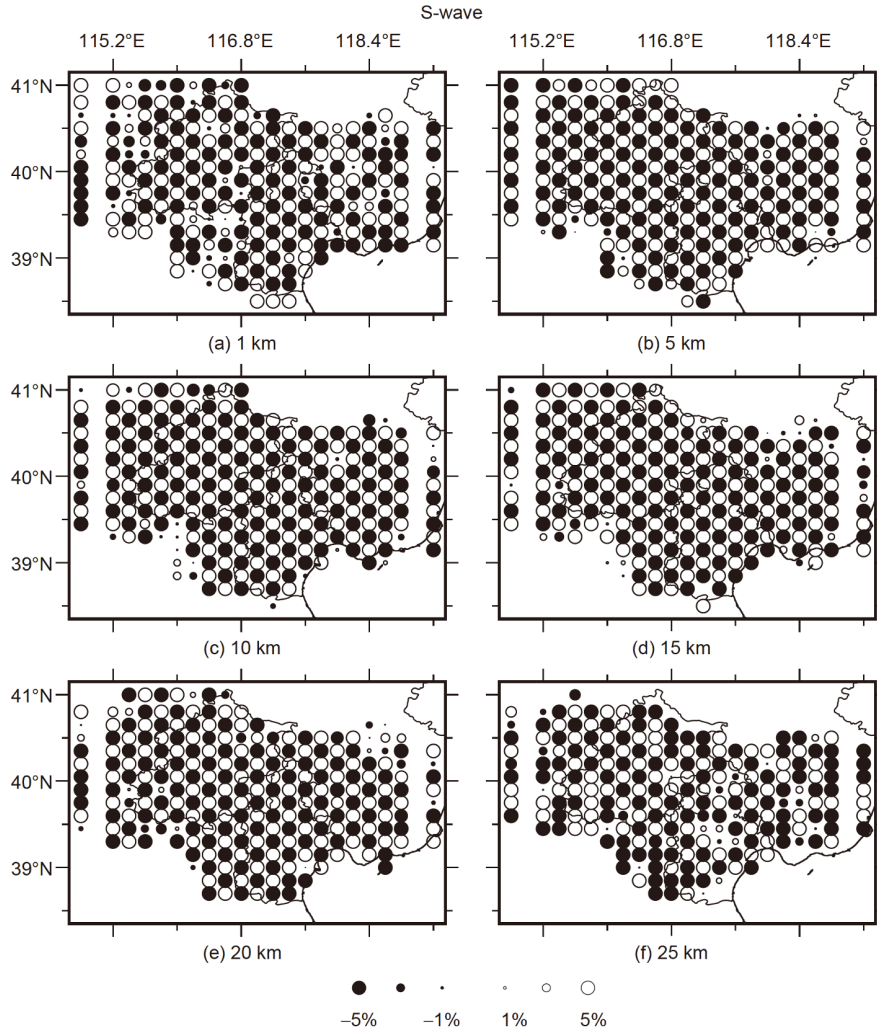 S-wave
115.2°E 116.8°E 118.4°E 115.2°E 116.8°E 118.4°E
41°N
40°N
39°N
(a) 1 km (b) 5 km
41°N
40°N
39°N
(c) 10 km (d) 15 km
41°N
40°N
39°N
(e) 20 km (f) 25 km
–5% –1% 1% 5%